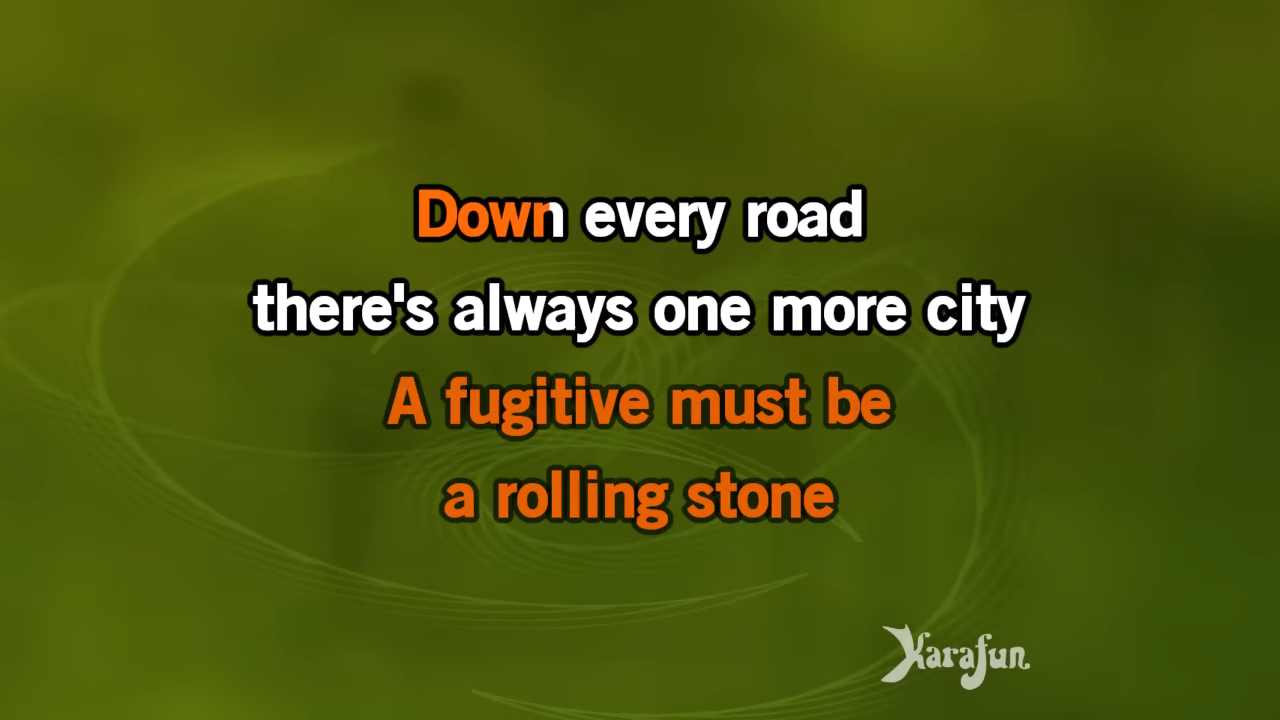 Down every road
there's always one more city
A fugitive must be
a rolling stone
Karafun